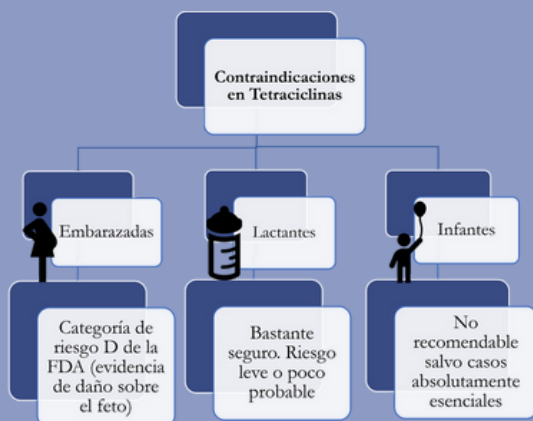 Contraindicaciones
en Tetraciclinas
Embarazadas
Lactantes
Infantes
Categoría de
riesgo D de la
FDA (evidencia
de daño sobre
el feto)
Bastante
seguro. Riesgo
leve o poco
probable
No
recomendable
salvo casos
absolutamente
esenciales